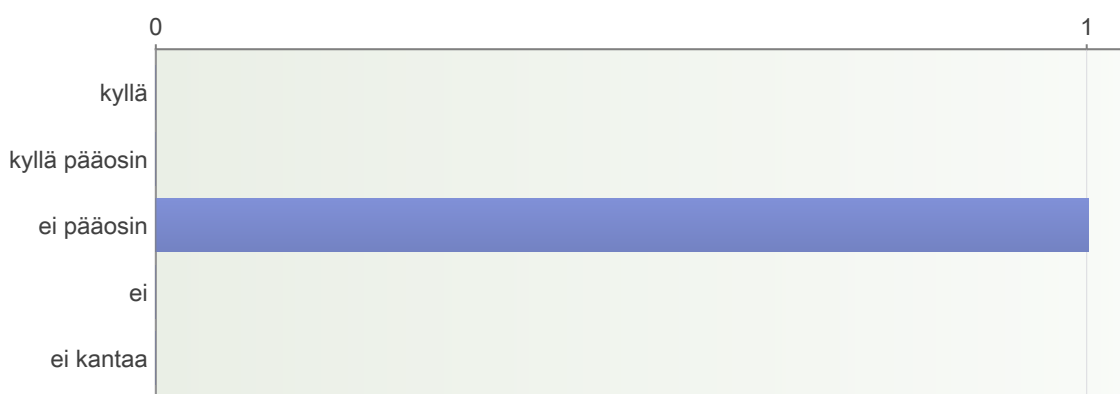 0 1
kyllä
kyllä pääosin
ei pääosin
ei
ei kantaa